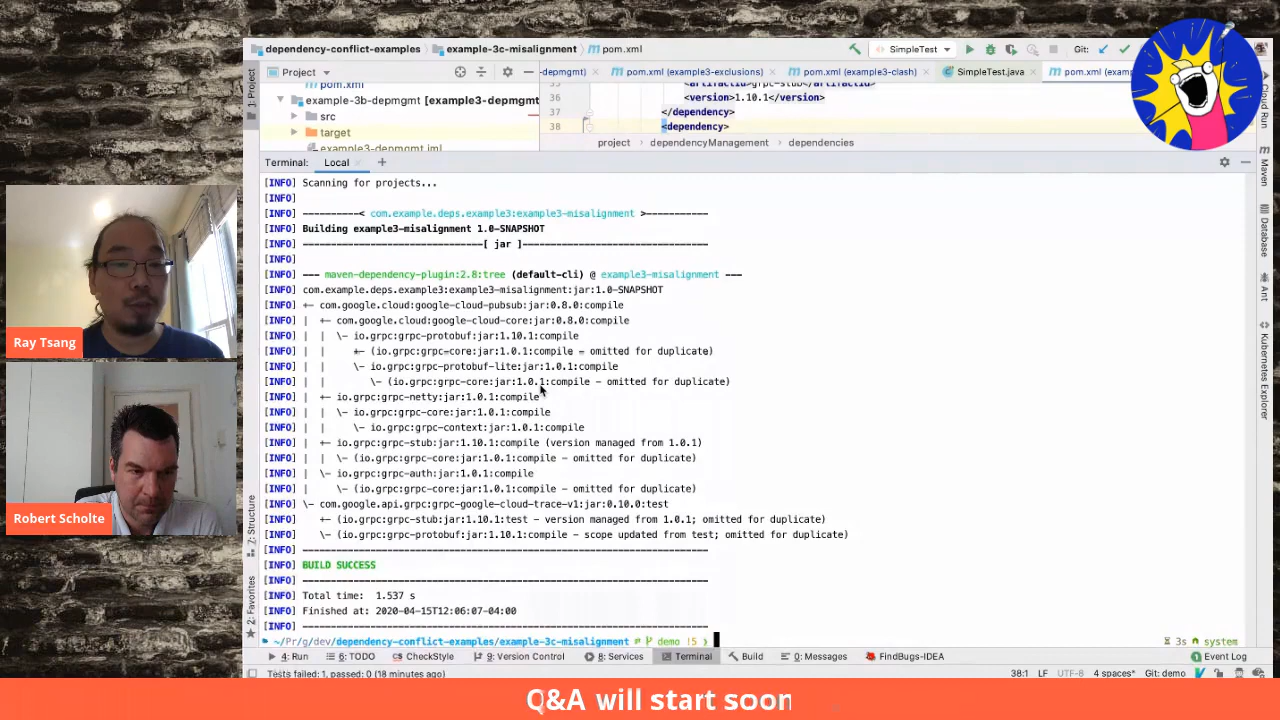 dependency-conflict-examples example-3c-misalignment pom.xml SimpleTest Git:
Project -depmgmt) pom.xml (example3-exclusions) pom.xml (example3-clash) SimpleTest.java pom.xml (exam
pom.xml
example-3b-depmgmt [example3-depmgmt
src
target
example3-depmgmt.iml
36 <version>1.10.1</version>
37 </dependency>
38 <dependency>
project dependencyManagement dependencies
1: Project
Terminal: Local +
[INFO] Scanning for projects...
[INFO]
[INFO] ----------< com.example.deps.example3:example3-misalignment >-----------
[INFO] Building example3-misalignment 1.0-SNAPSHOT
[INFO] --------------------------------[ jar ]---------------------------------
[INFO]
[INFO] --- maven-dependency-plugin:2.8:tree (default-cli) @ example3-misalignment ---
[INFO] com.example.deps.example3:example3-misalignment:jar:1.0-SNAPSHOT
[INFO] +- com.google.cloud:google-cloud-pubsub:jar:0.8.0:compile
[INFO] | +- com.google.cloud:google-cloud-core:jar:0.8.0:compile
[INFO] | | \- io.grpc:grpc-protobuf:jar:1.10.1:compile
[INFO] | | +- (io.grpc:grpc-core:jar:1.0.1:compile - omitted for duplicate)
[INFO] | | \- io.grpc:grpc-protobuf-lite:jar:1.0.1:compile
[INFO] | | \- (io.grpc:grpc-core:jar:1.0.1:compile - omitted for duplicate)
[INFO] | +- io.grpc:grpc-netty:jar:1.0.1:compile
[INFO] | | \- io.grpc:grpc-core:jar:1.0.1:compile
[INFO] | | \- io.grpc:grpc-context:jar:1.0.1:compile
[INFO] | +- io.grpc:grpc-stub:jar:1.10.1:compile (version managed from 1.0.1)
[INFO] | | \- (io.grpc:grpc-core:jar:1.0.1:compile - omitted for duplicate)
[INFO] | \- io.grpc:grpc-auth:jar:1.0.1:compile
[INFO] | \- (io.grpc:grpc-core:jar:1.0.1:compile - omitted for duplicate)
[INFO] \- com.google.api.grpc:grpc-google-cloud-trace-v1:jar:0.10.0:test
[INFO] +- (io.grpc:grpc-stub:jar:1.10.1:test - version managed from 1.0.1; omitted for duplicate)
[INFO] \- (io.grpc:grpc-protobuf:jar:1.10.1:compile - scope updated from test; omitted for duplicate)
[INFO] ------------------------------------------------------------------------
[INFO] BUILD SUCCESS
[INFO] ------------------------------------------------------------------------
[INFO] Total time: 1.537 s
[INFO] Finished at: 2020-04-15T12:06:07-04:00
[INFO] ------------------------------------------------------------------------
~/Pr/g/dev/dependency-conflict-examples/example-3c-misalignment demo !5 3s system
7: Structure
2: Favorites
Cloud Run
Maven
Database
Ant
Kubernetes Explorer
4: Run 6: TODO CheckStyle 9: Version Control 8: Services Terminal Build 0: Messages FindBugs-IDEA Event Log
Tests failed: 1, passed: 0 (18 minutes ago) 38:1 LF UTF-8 4 spaces Git: demo
Ray Tsang
Robert Scholte
Q&A will start soon